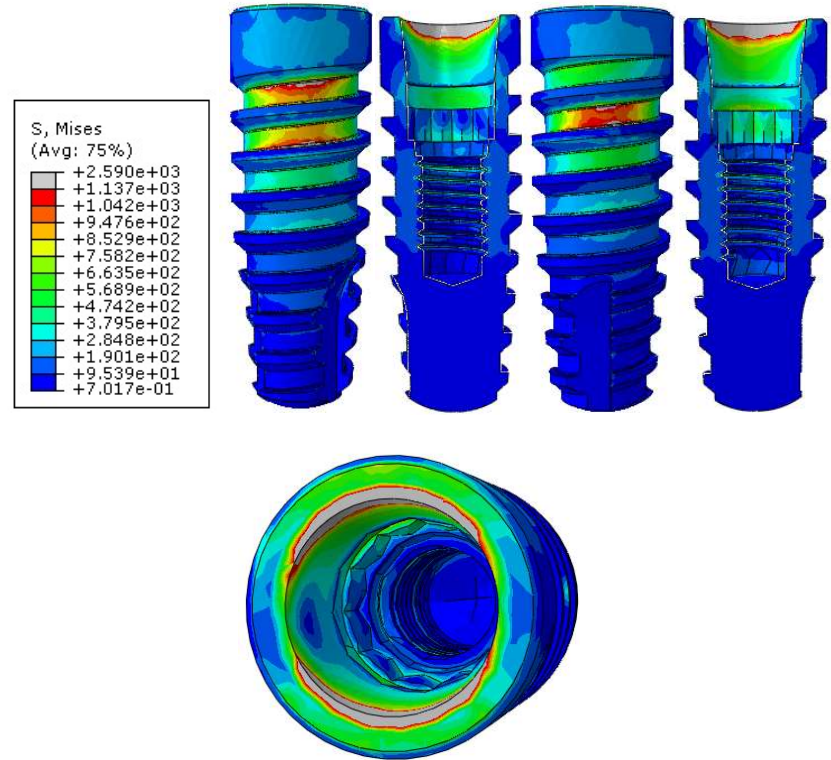 S, Mises
(Avg: 75%)
+2.590e+03
+1.137e+03
+1.042e+03
+9.476e+02
+8.529e+02
+7.582e+02
+6.635e+02
+5.689e+02
+4.742e+02
+3.795e+02
+2.848e+02
+1.901e+02
+9.539e+01
+7.017e-01